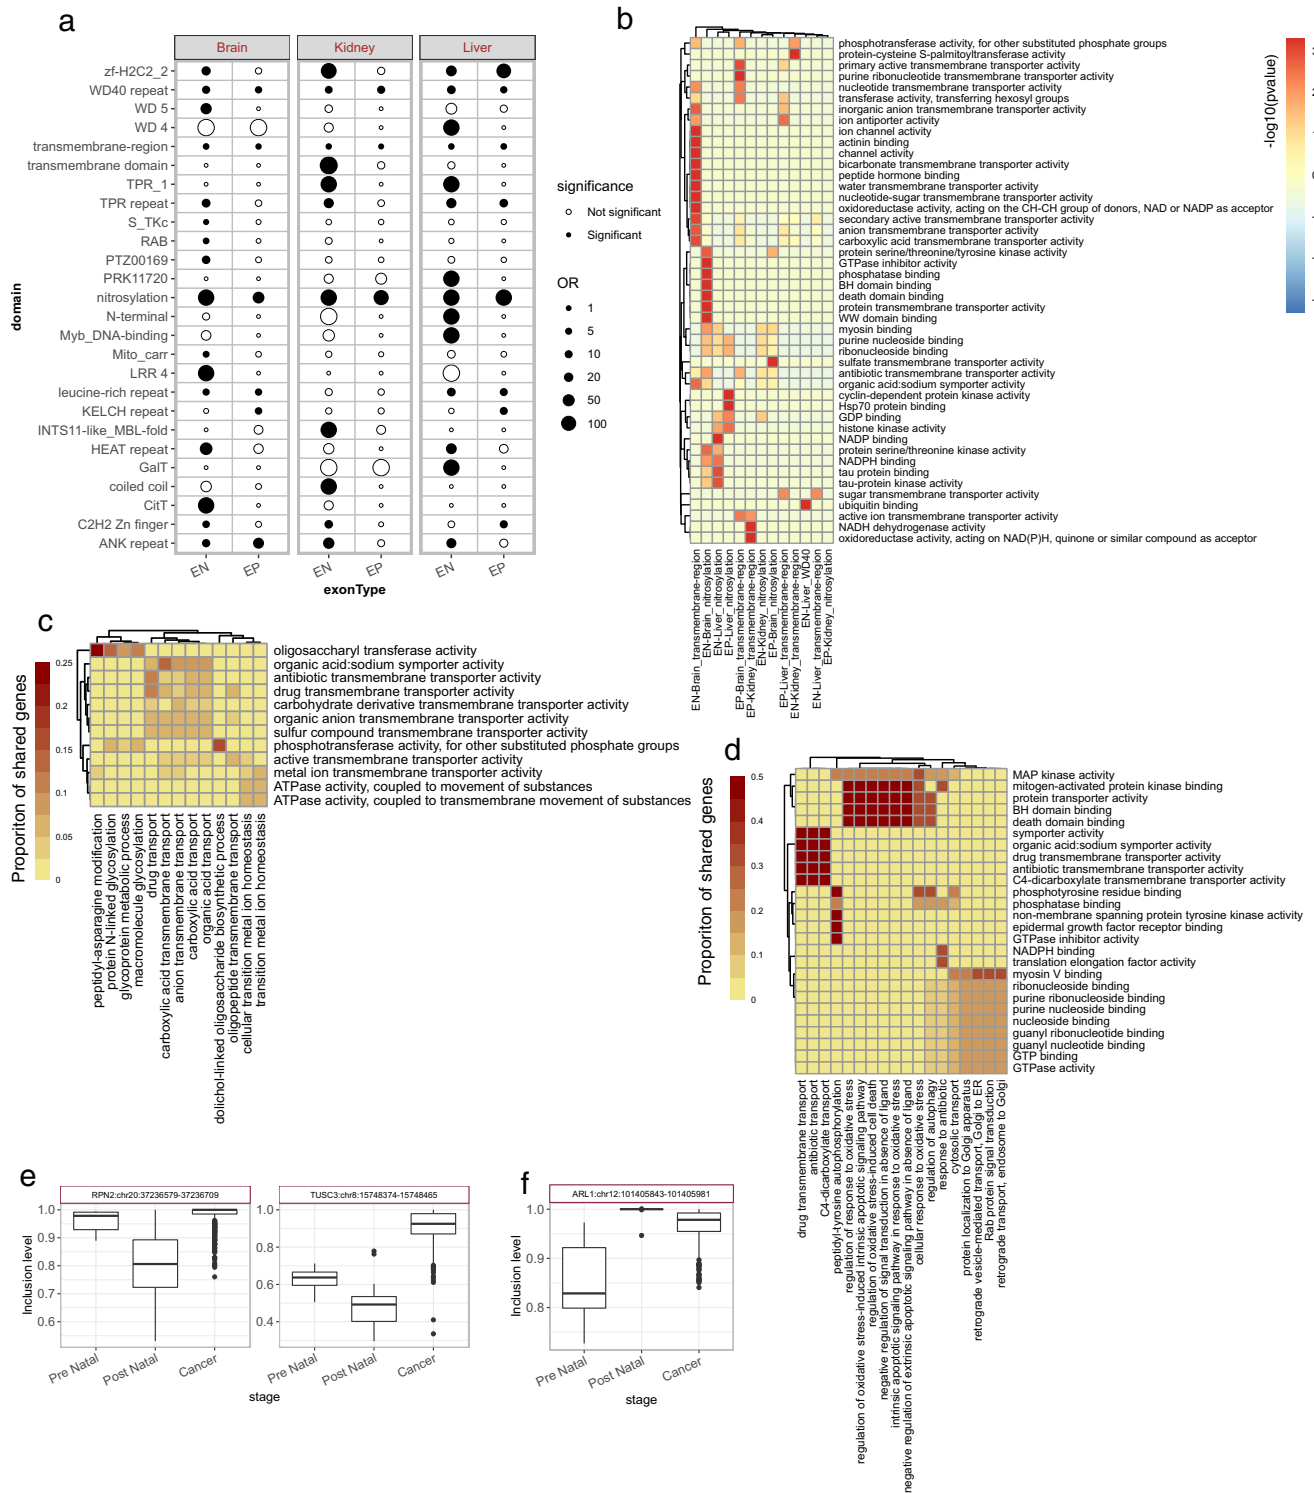 a
Brain Kidney Liver
domain
zf-H2C2_2
WD40 repeat
WD 5
WD 4
transmembrane-region
transmembrane domain
TPR_1
TPR repeat
S_TKc
RAB
PTZ00169
PRK11720
nitrosylation
N-terminal
Myb_DNA-binding
Mito_carr
LRR 4
leucine-rich repeat
KELCH repeat
INTS11-like_MBL-fold
HEAT repeat
GalT
coiled coil
CitT
C2H2 Zn finger
ANK repeat
EN EP EN EP EN EP
exonType
significance
Not significant
Significant
OR
1
5
10
20
50
100
b
phosphotransferase activity, for other substituted phosphate groups
protein-cysteine S-palmitoyltransferase activity
primary active transmembrane transporter activity
purine ribonucleotide transmembrane transporter activity
nucleotide transmembrane transporter activity
transferase activity, transferring hexosyl groups
inorganic anion transmembrane transporter activity
ion antiporter activity
ion channel activity
actinin binding
channel activity
bicarbonate transmembrane transporter activity
peptide hormone binding
water transmembrane transporter activity
nucleotide-sugar transmembrane transporter activity
oxidoreductase activity, acting on the CH-CH group of donors, NAD or NADP as acceptor
secondary active transmembrane transporter activity
anion transmembrane transporter activity
carboxylic acid transmembrane transporter activity
protein serine/threonine/tyrosine kinase activity
GTPase inhibitor activity
phosphatase binding
BH domain binding
death domain binding
protein transmembrane transporter activity
WW domain binding
myosin binding
purine nucleoside binding
ribonucleoside binding
sulfate transmembrane transporter activity
antibiotic transmembrane transporter activity
organic acid:sodium symporter activity
cyclin-dependent protein kinase activity
Hsp70 protein binding
GDP binding
histone kinase activity
NADP binding
protein serine/threonine kinase activity
NADPH binding
tau protein binding
tau-protein kinase activity
sugar transmembrane transporter activity
ubiquitin binding
active ion transmembrane transporter activity
NADH dehydrogenase activity
oxidoreductase activity, acting on NAD(P)H, quinone or similar compound as acceptor
EN-Brain_transmembrane-region
EN-Brain_nitrosylation
EN-Liver_nitrosylation
EP-Liver_nitrosylation
EP-Brain_transmembrane-region
EP-Kidney_transmembrane-region
EN-Kidney_nitrosylation
EP-Brain_nitrosylation
EP-Liver_transmembrane-region
EN-Kidney_transmembrane-region
EN-Liver_WD40
EN-Liver_transmembrane-region
EP-Kidney_nitrosylation
-log10(pvalue)
c
Proporiton of shared genes
0.25
0.2
0.15
0.1
0.05
0
oligosaccharyl transferase activity
organic acid:sodium symporter activity
antibiotic transmembrane transporter activity
drug transmembrane transporter activity
carbohydrate derivative transmembrane transporter activity
organic anion transmembrane transporter activity
sulfur compound transmembrane transporter activity
phosphotransferase activity, for other substituted phosphate groups
active transmembrane transporter activity
metal ion transmembrane transporter activity
ATPase activity, coupled to movement of substances
ATPase activity, coupled to transmembrane movement of substances
peptidyl-asparagine modification
protein N-linked glycosylation
glycoprotein metabolic process
macromolecule glycosylation
drug transport
carboxylic acid transmembrane transport
anion transmembrane transport
carboxylic acid transport
organic acid transport
dolichol-linked oligosaccharide biosynthetic process
oligopeptide transmembrane transport
cellular transition metal ion homeostasis
transition metal ion homeostasis
d
Proporiton of shared genes
0.5
0.4
0.3
0.2
0.1
0
MAP kinase activity
mitogen-activated protein kinase binding
protein transporter activity
BH domain binding
death domain binding
symporter activity
organic acid:sodium symporter activity
drug transmembrane transporter activity
antibiotic transmembrane transporter activity
C4-dicarboxylate transmembrane transporter activity
phosphotyrosine residue binding
phosphatase binding
non-membrane spanning protein tyrosine kinase activity
epidermal growth factor receptor binding
GTPase inhibitor activity
NADPH binding
translation elongation factor activity
myosin V binding
ribonucleoside binding
purine ribonucleoside binding
purine nucleoside binding
nucleoside binding
guanyl ribonucleotide binding
guanyl nucleotide binding
GTP binding
GTPase activity
drug transmembrane transport
antibiotic transport
C4-dicarboxylate transport
peptidyl-tyrosine autophosphorylation
regulation of response to oxidative stress
regulation of oxidative stress-induced intrinsic apoptotic signaling pathway
regulation of oxidative stress-induced cell death
negative regulation of signal transduction in absence of ligand
intrinsic apoptotic signaling pathway in response to oxidative stress
negative regulation of extrinsic apoptotic signaling pathway in absence of ligand
cellular response to oxidative stress
regulation of autophagy
response to antibiotic
cytosolic transport
protein localization to Golgi apparatus
retrograde vesicle-mediated transport, Golgi to ER
Rab protein signal transduction
retrograde transport, endosome to Golgi
e
RPN2:chr20:37236579-37236709
TUSC3:chr8:15748374-15748465
Inclusion level
1.0
0.9
0.8
0.7
0.6
1.0
0.8
0.6
0.4
Pre Natal Post Natal Cancer Pre Natal Post Natal Cancer
stage
f
ARL1:chr12:101405843-101405981
Inclusion level
1.0
0.9
0.8
Pre Natal Post Natal Cancer
stage